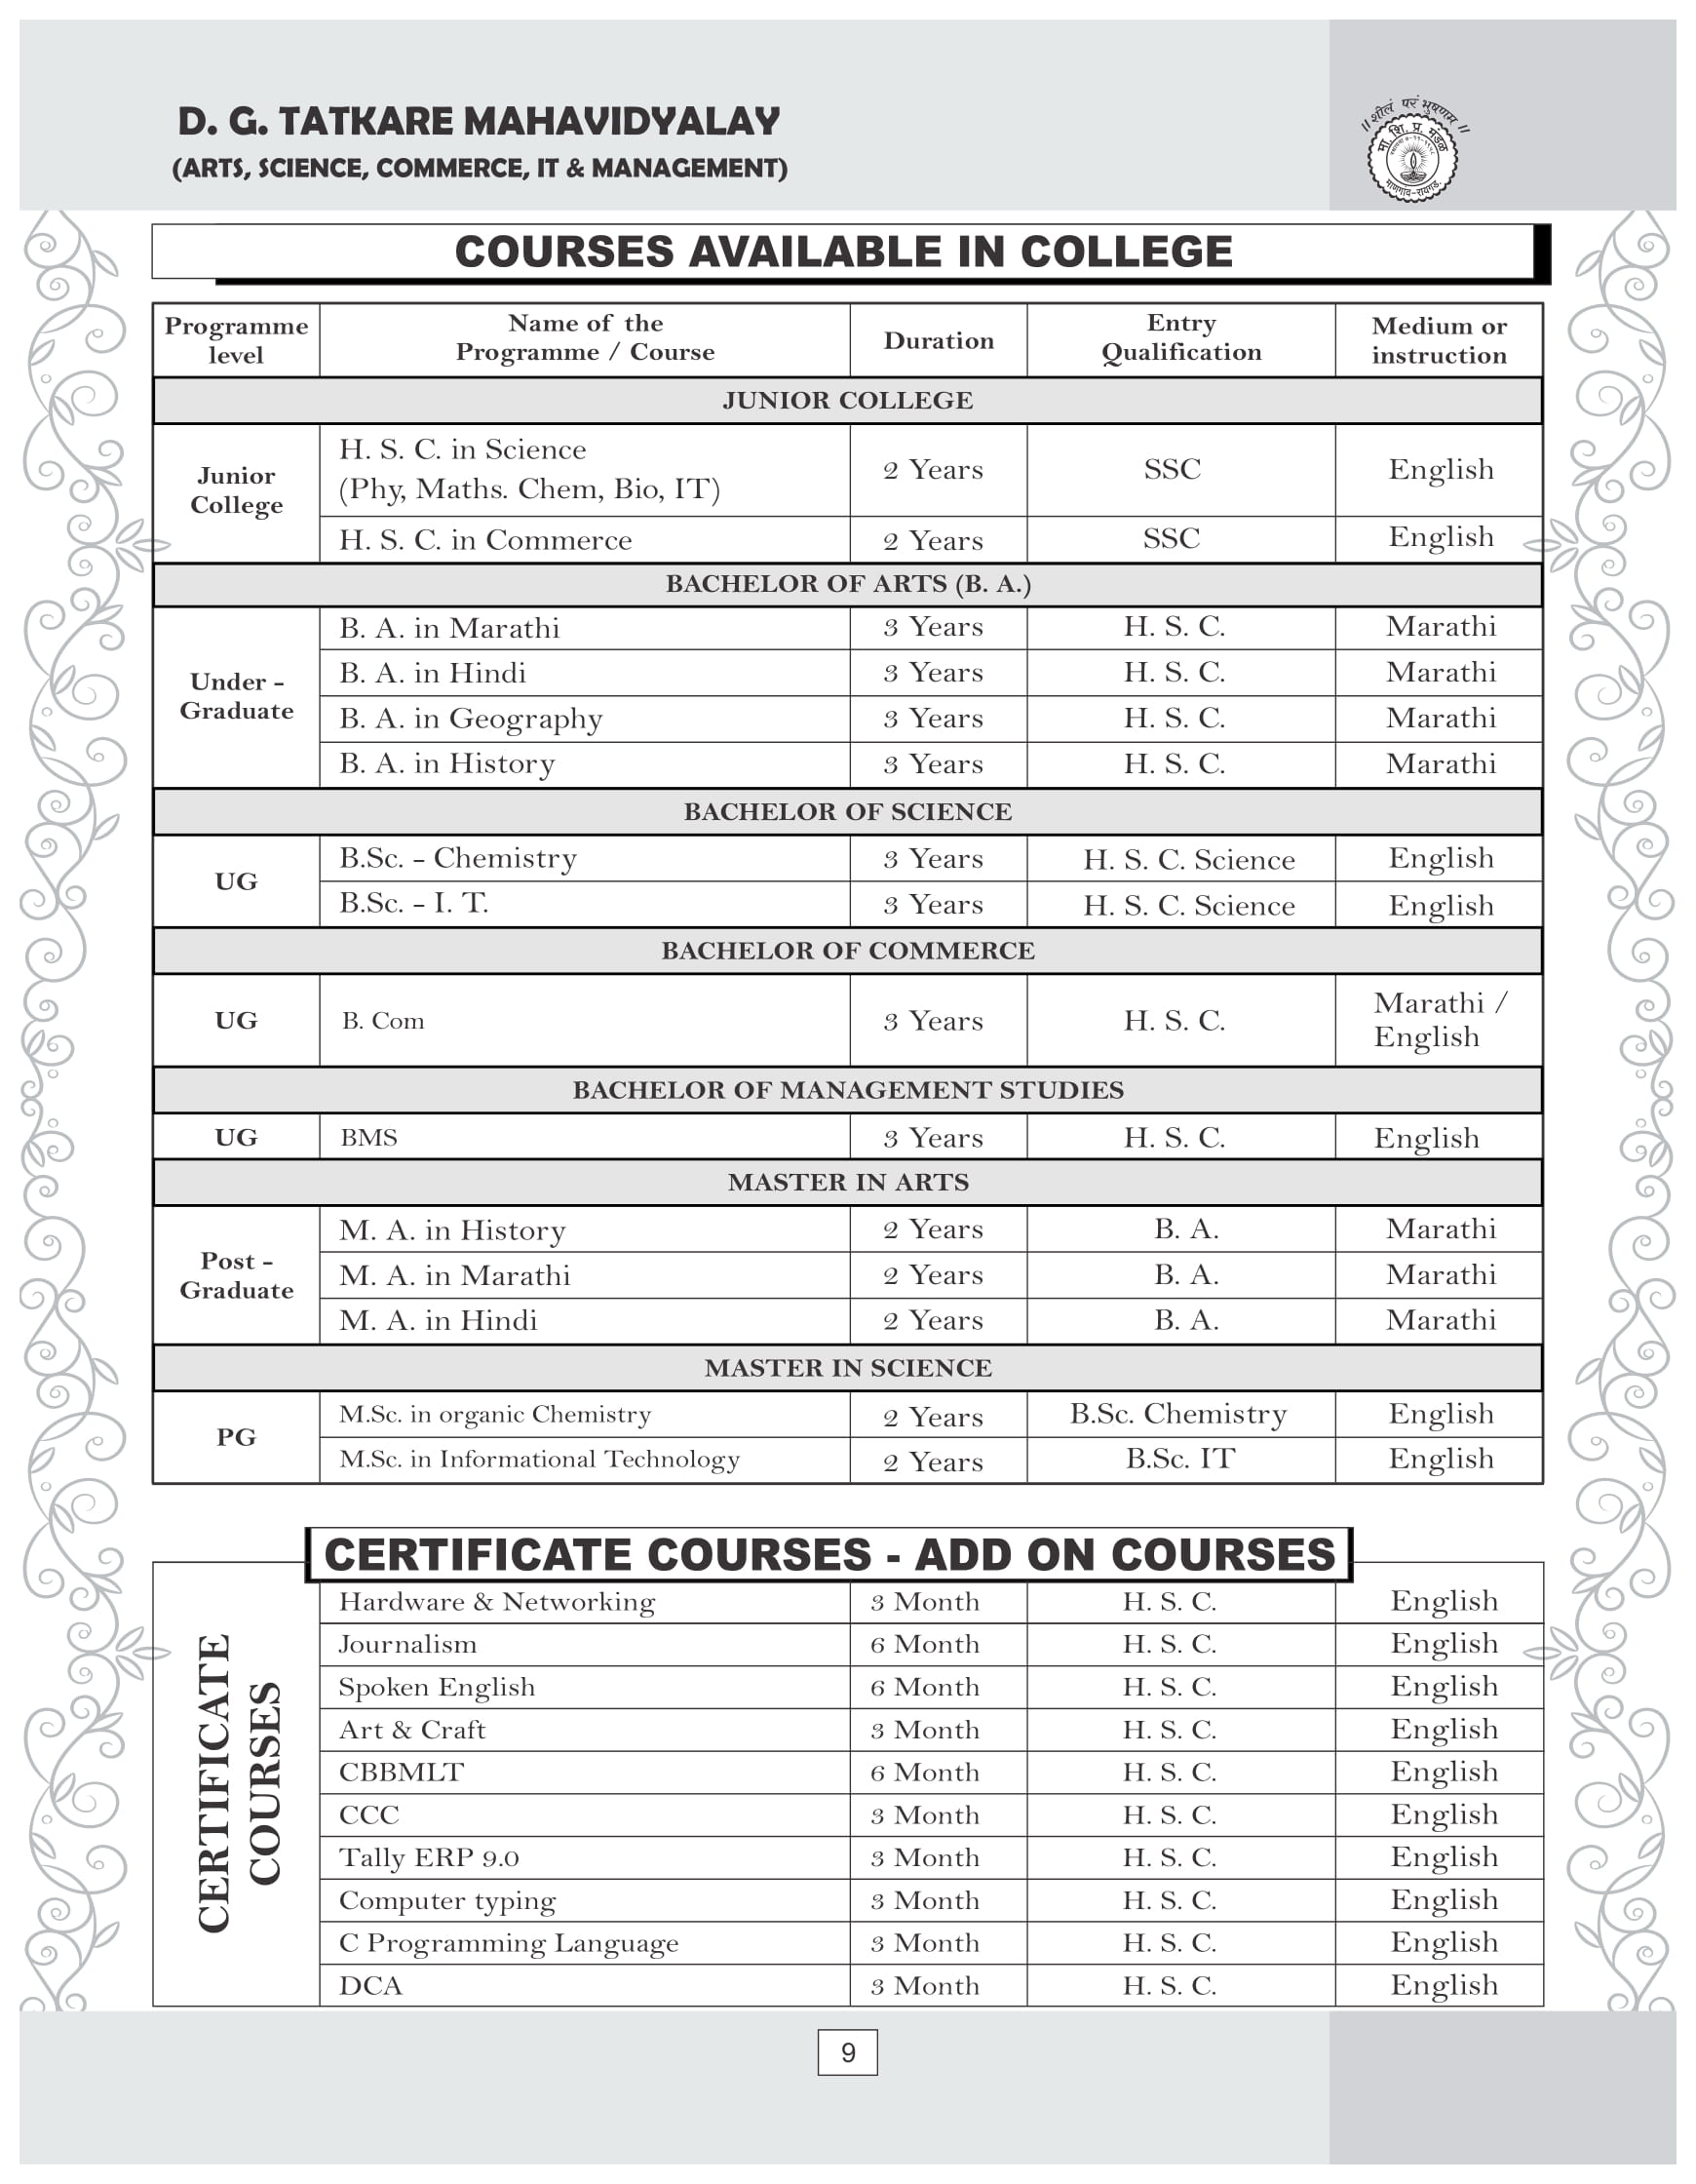 D. G. TATKARE MAHAVIDYALAY
(ARTS, SCIENCE, COMMERCE, IT & MANAGEMENT)
॥ शीलं परं भुषणम ॥
मा. शि. प्र. मंडळ
माणगाव-रायगड.
COURSES AVAILABLE IN COLLEGE
Programme level Name of the Programme / Course Duration Entry Qualification Medium or instruction
JUNIOR COLLEGE
Junior College H. S. C. in Science (Phy, Maths. Chem, Bio, IT) 2 Years SSC English
H. S. C. in Commerce 2 Years SSC English
BACHELOR OF ARTS (B. A.)
Under - Graduate B. A. in Marathi 3 Years H. S. C. Marathi
B. A. in Hindi 3 Years H. S. C. Marathi
B. A. in Geography 3 Years H. S. C. Marathi
B. A. in History 3 Years H. S. C. Marathi
BACHELOR OF SCIENCE
UG B.Sc. - Chemistry 3 Years H. S. C. Science English
B.Sc. - I. T. 3 Years H. S. C. Science English
BACHELOR OF COMMERCE
UG B. Com 3 Years H. S. C. Marathi / English
BACHELOR OF MANAGEMENT STUDIES
UG BMS 3 Years H. S. C. English
MASTER IN ARTS
Post - Graduate M. A. in History 2 Years B. A. Marathi
M. A. in Marathi 2 Years B. A. Marathi
M. A. in Hindi 2 Years B. A. Marathi
MASTER IN SCIENCE
PG M.Sc. in organic Chemistry 2 Years B.Sc. Chemistry English
M.Sc. in Informational Technology 2 Years B.Sc. IT English
CERTIFICATE COURSES - ADD ON COURSES
CERTIFICATE COURSES
Hardware & Networking 3 Month H. S. C. English
Journalism 6 Month H. S. C. English
Spoken English 6 Month H. S. C. English
Art & Craft 3 Month H. S. C. English
CBBMLT 6 Month H. S. C. English
CCC 3 Month H. S. C. English
Tally ERP 9.0 3 Month H. S. C. English
Computer typing 3 Month H. S. C. English
C Programming Language 3 Month H. S. C. English
DCA 3 Month H. S. C. English
9